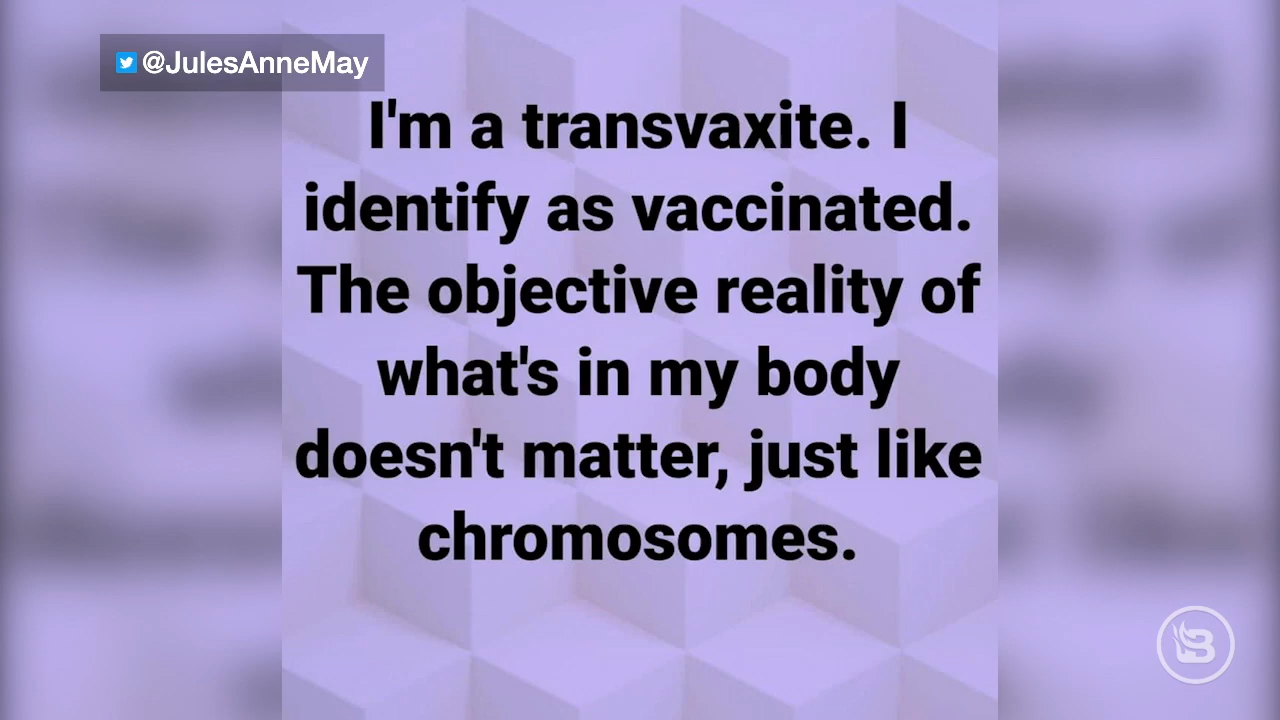 @JulesAnneMay
I'm a transvaxite. I
identify as vaccinated.
The objective reality of
what's in my body
doesn't matter, just like
chromosomes.
B